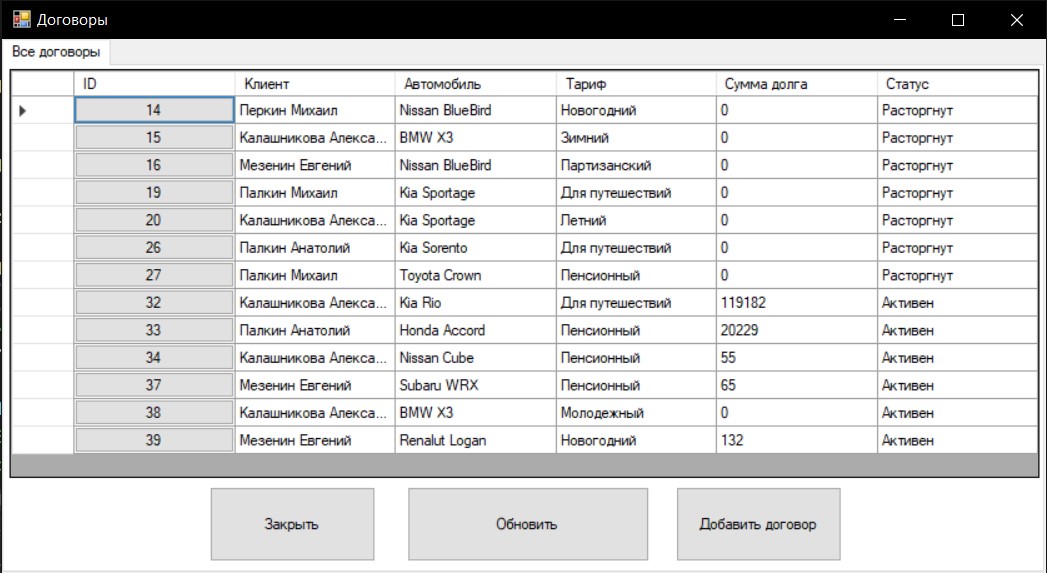 Договоры
Все договоры
ID Клиент Автомобиль Тариф Сумма долга Статус
14 Перкин Михаил Nissan BlueBird Новогодний 0 Расторгнут
15 Калашникова Алекса... BMW X3 Зимний 0 Расторгнут
16 Мезенин Евгений Nissan BlueBird Партизанский 0 Расторгнут
19 Палкин Михаил Kia Sportage Для путешествий 0 Расторгнут
20 Калашникова Алекса... Kia Sportage Летний 0 Расторгнут
26 Палкин Анатолий Kia Sorento Для путешествий 0 Расторгнут
27 Палкин Михаил Toyota Crown Пенсионный 0 Расторгнут
32 Калашникова Алекса... Kia Rio Для путешествий 119182 Активен
33 Палкин Анатолий Honda Accord Пенсионный 20229 Активен
34 Калашникова Алекса... Nissan Cube Пенсионный 55 Активен
37 Мезенин Евгений Subaru WRX Пенсионный 65 Активен
38 Калашникова Алекса... BMW X3 Молодежный 0 Активен
39 Мезенин Евгений Renalut Logan Новогодний 132 Активен
Закрыть Обновить Добавить договор